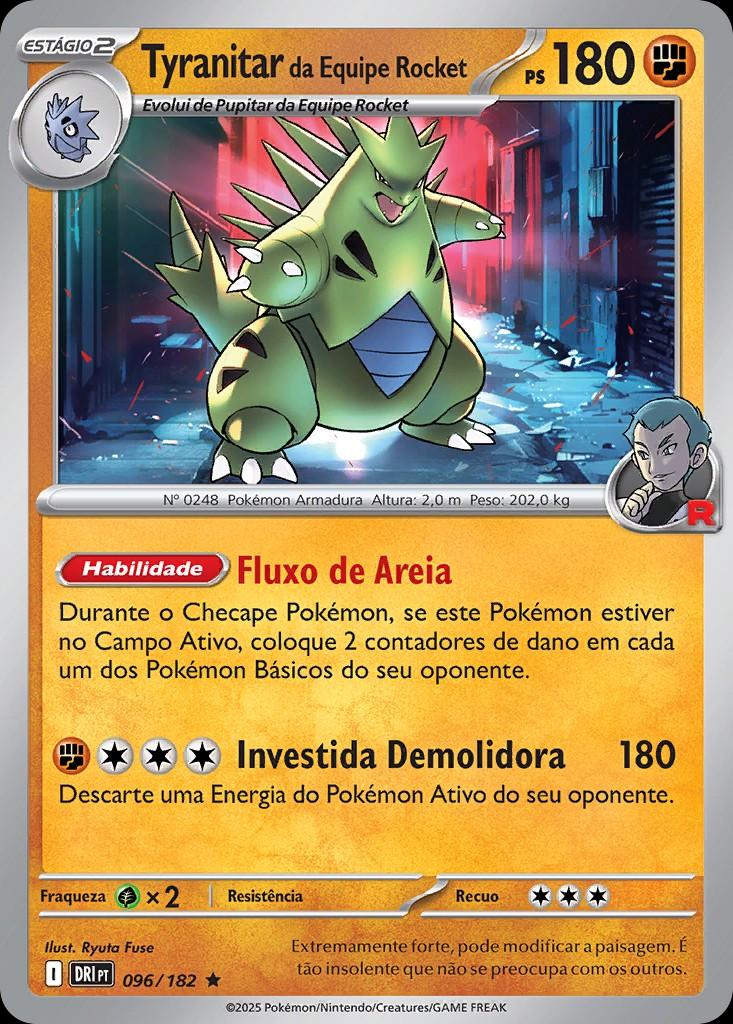 ESTÁGIO 2
Tyranitar da Equipe Rocket
PS 180
Evolui de Pupitar da Equipe Rocket
R
Nº 0248 Pokémon Armadura Altura: 2,0 m Peso: 202,0 kg
Habilidade Fluxo de Areia
Durante o Checape Pokémon, se este Pokémon estiver
no Campo Ativo, coloque 2 contadores de dano em cada
um dos Pokémon Básicos do seu oponente.
Investida Demolidora 180
Descarte uma Energia do Pokémon Ativo do seu oponente.
Fraqueza ×2 Resistência Recuo
Ilust. Ryuta Fuse
I DRI PT 096/182 ★
Extremamente forte, pode modificar a paisagem. É
tão insolente que não se preocupa com os outros.
©2025 Pokémon/Nintendo/Creatures/GAME FREAK